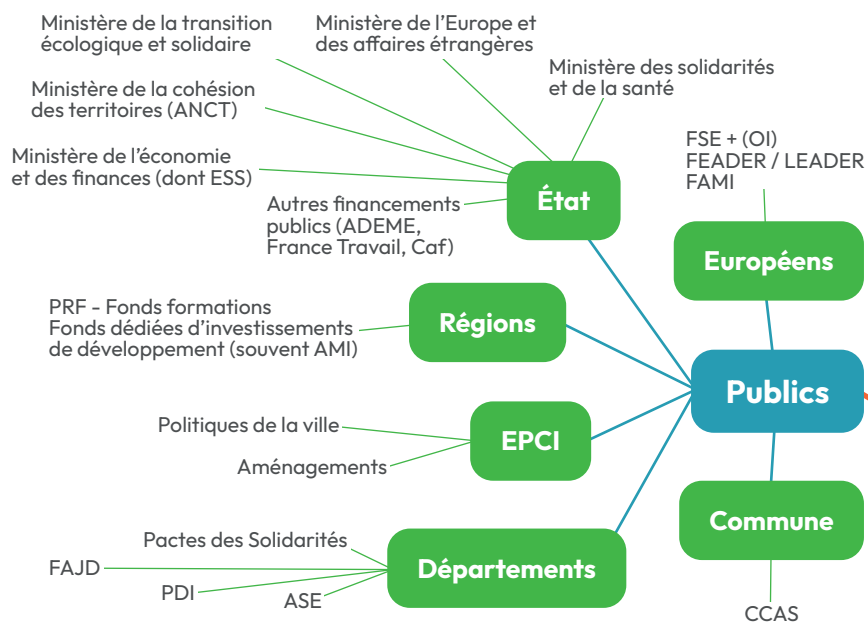 Ministère de la transition
écologique et solidaire
Ministère de l'Europe et
des affaires étrangères
Ministère des solidarités
et de la santé
Ministère de la cohésion
des territoires (ANCT)
Ministère de l'économie
et des finances (dont ESS)
Autres financements
publics (ADEME,
France Travail, Caf)
État
FSE + (OI)
FEADER / LEADER
FAMI
Européens
PRF - Fonds formations
Fonds dédiées d'investissements
de développement (souvent AMI)
Régions
Publics
Politiques de la ville
Aménagements
EPCI
Commune
CCAS
Pactes des Solidarités
FAJD
PDI
ASE
Départements